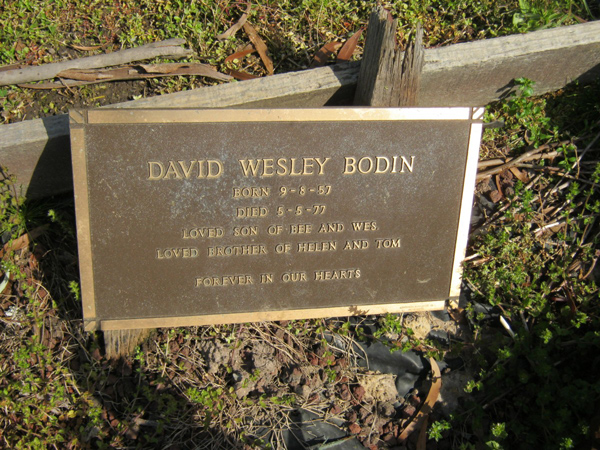 DAVID WESLEY BODIN
BORN 9-8-57
DIED 5-5-77
LOVED SON OF BEE AND WES
LOVED BROTHER OF HELEN AND TOM
FOREVER IN OUR HEARTS